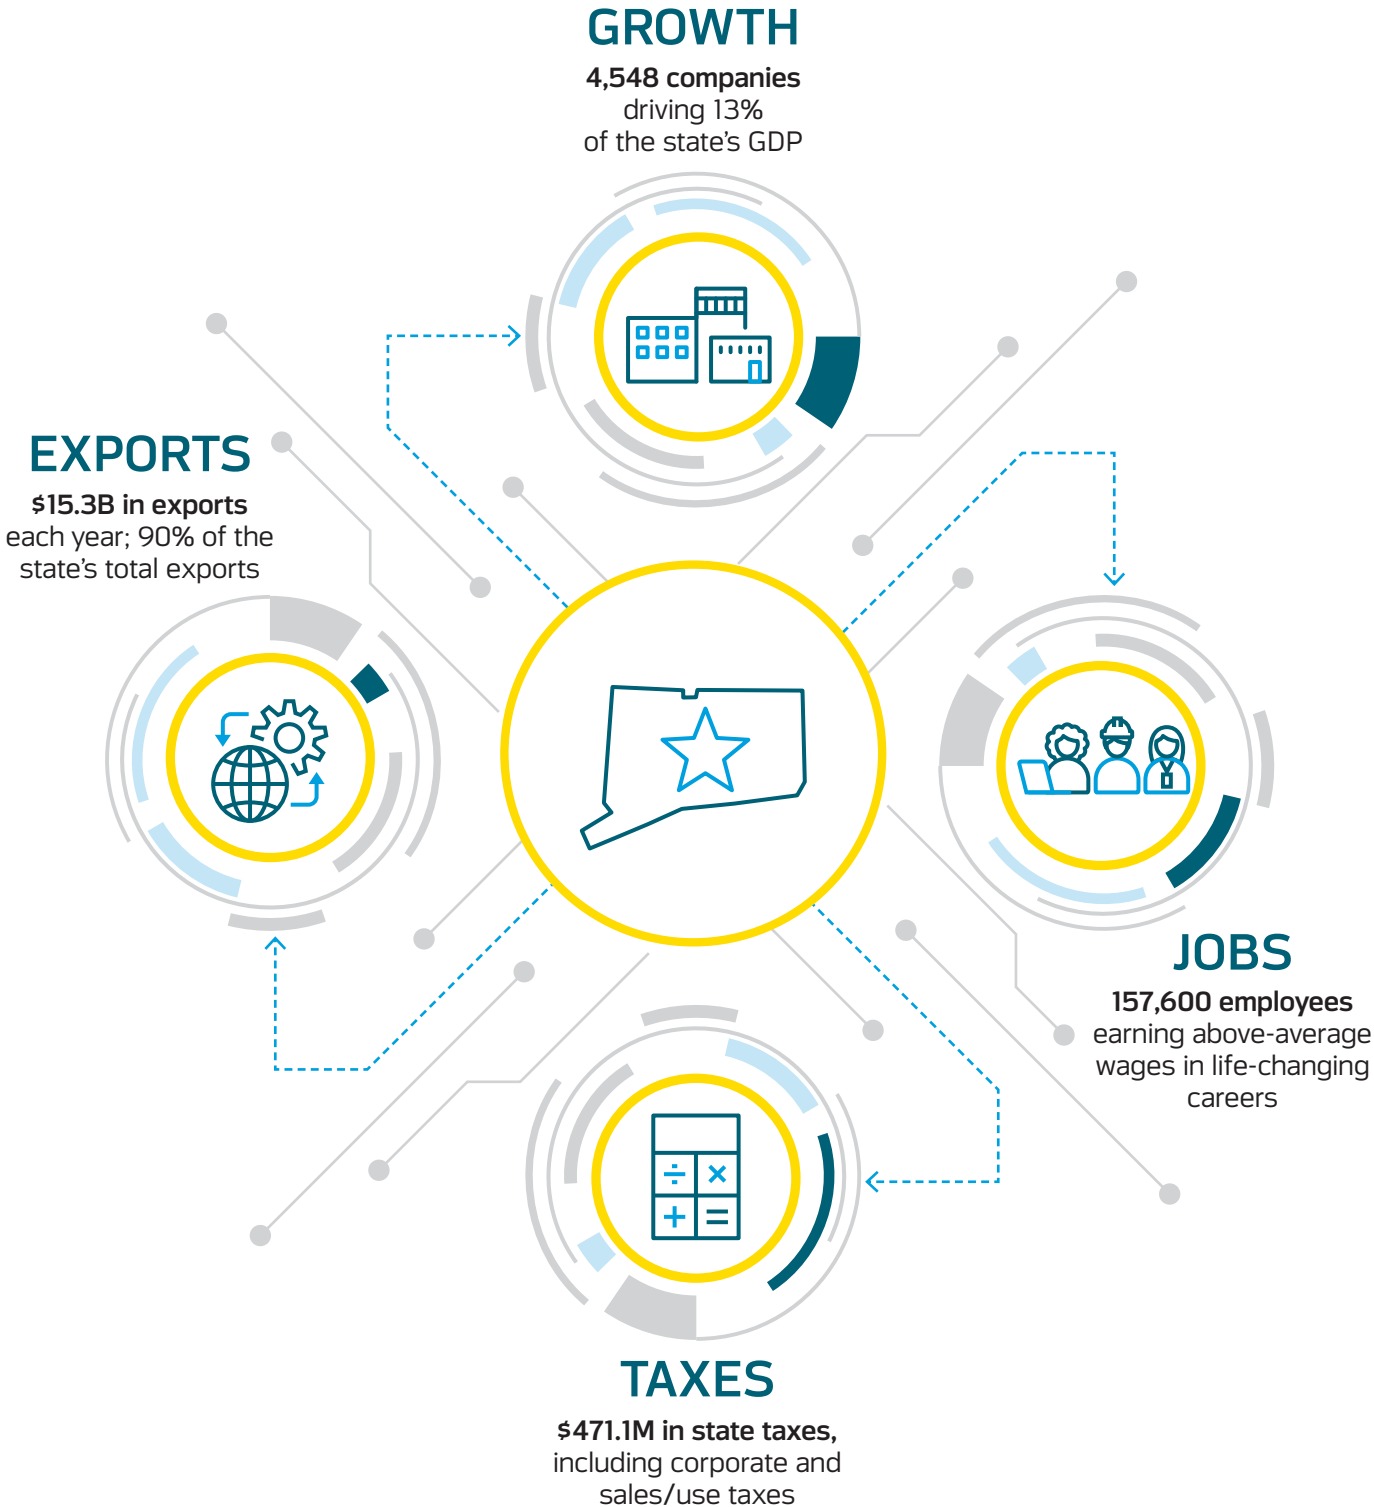 GROWTH
4,548 companies
driving 13%
of the state's GDP
EXPORTS
$15.3B in exports
each year; 90% of the
state's total exports
JOBS
157,600 employees
earning above-average
wages in life-changing
careers
TAXES
$471.1M in state taxes,
including corporate and
sales/use taxes